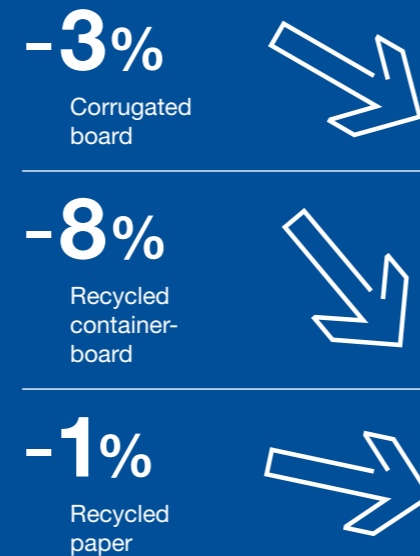 -3%
Corrugated
board
-8%
Recycled
container-
board
-1%
Recycled
paper